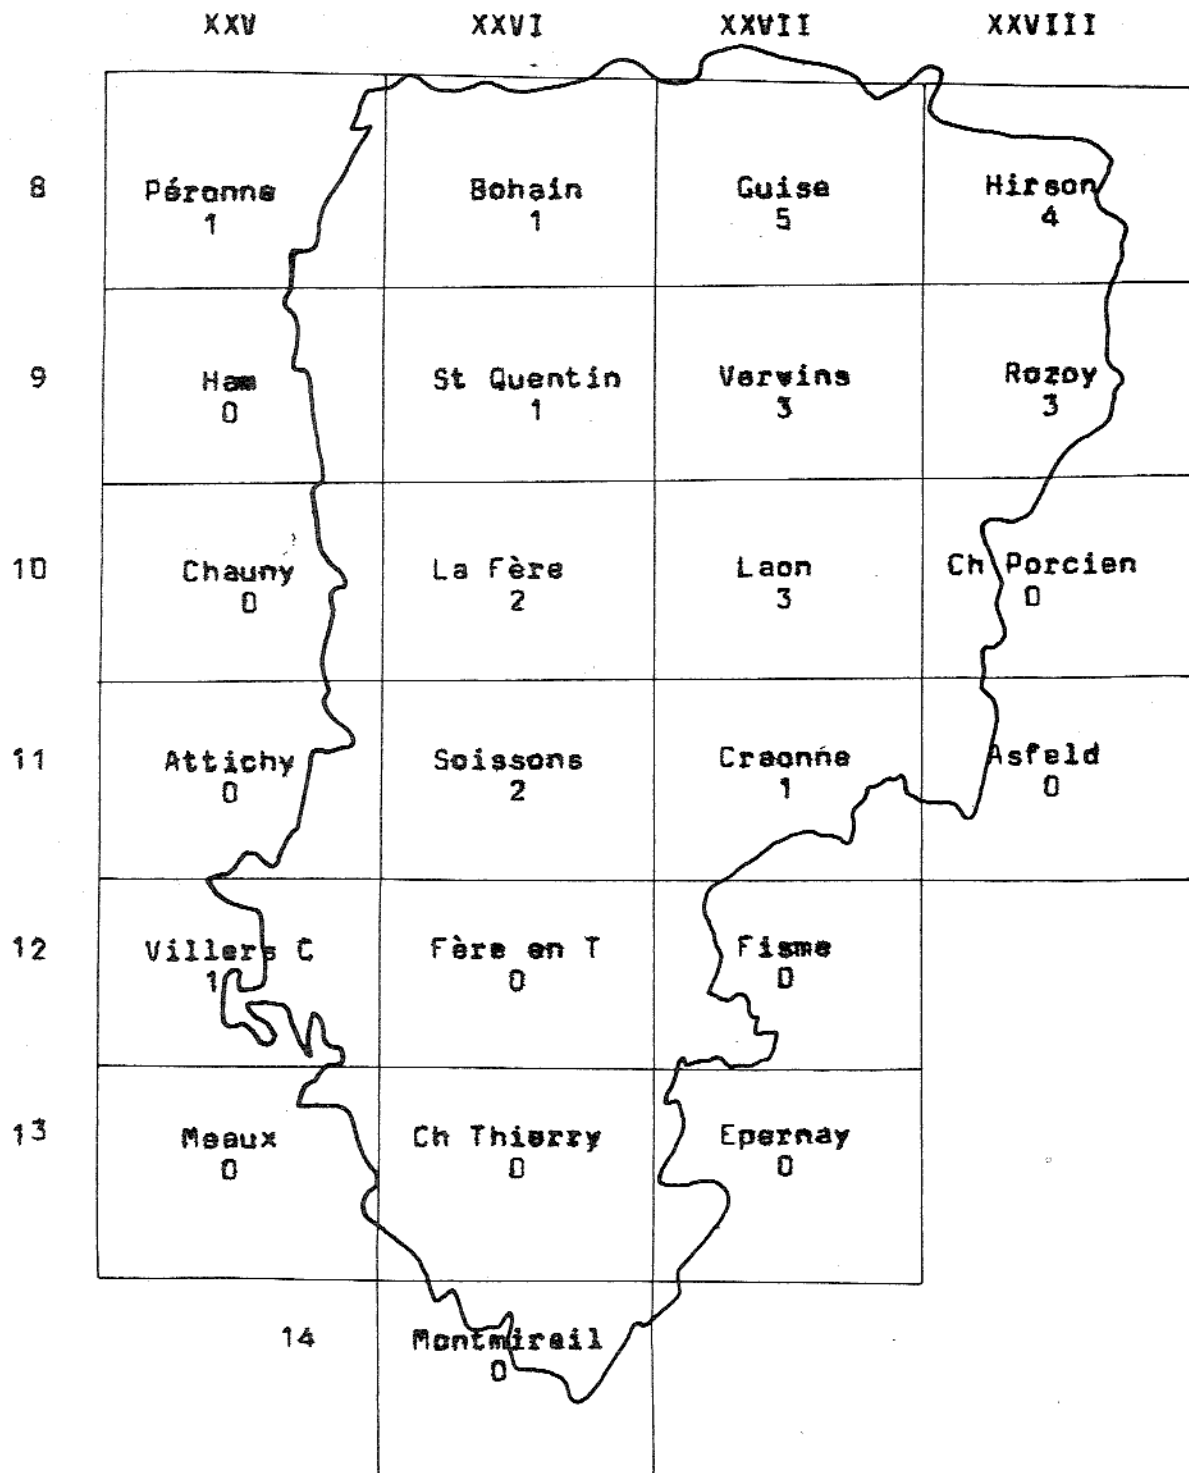 XXV XXVI XXVII XXVIII
8 Péronne Bohain Guise Hirson
1 1 5 4
9 Ham St Quentin Vervins Rozoy
0 1 3 3
10 Chauny La Fère Laon Ch Porcien
0 2 3 0
11 Attichy Soissons Craonne Asfeld
0 2 1 0
12 Villers C Fère en T Fisme
1 0 0
13 Meaux Ch Thierry Epernay
0 0 0
14 Montmirail
0